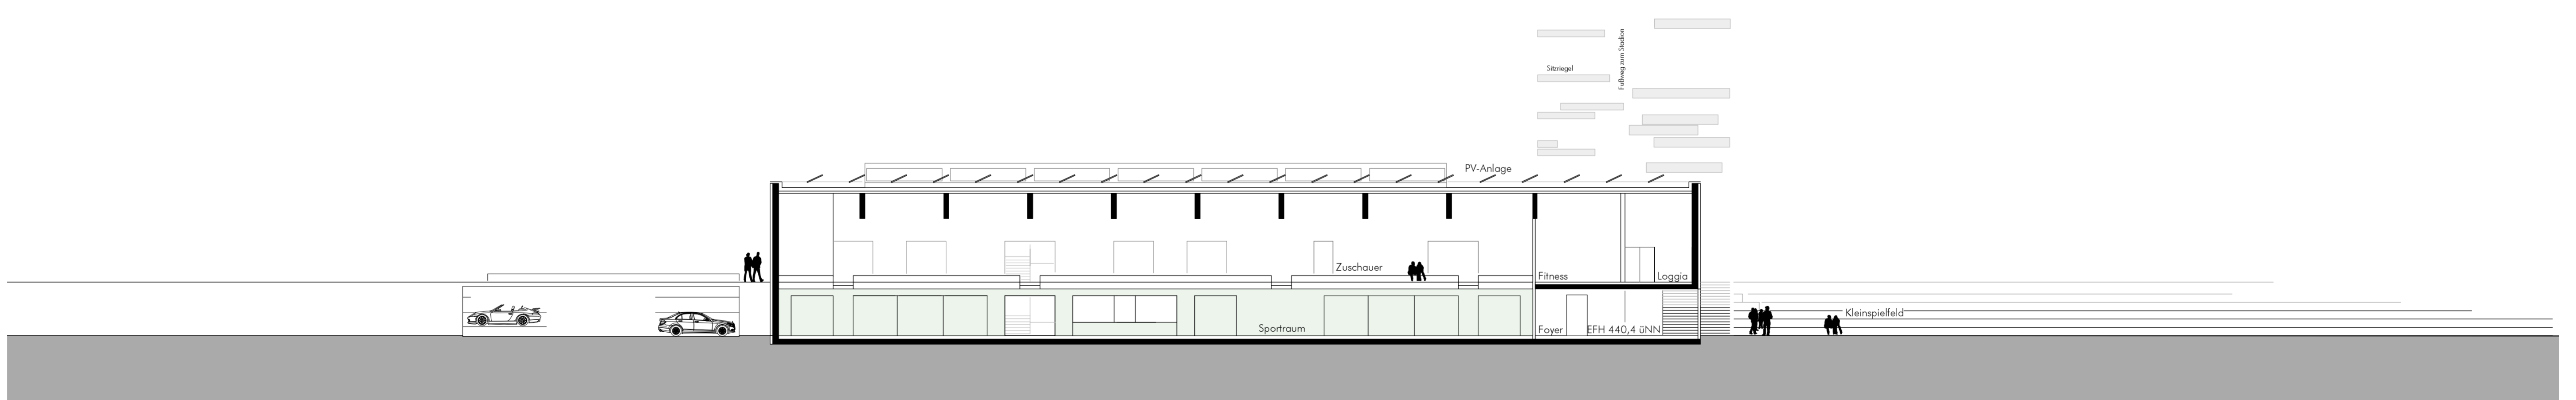 Fußweg zum Stadion
Sitzriegel
PV-Anlage
Zuschauer
Fitness
Loggia
Kleinspielfeld
Sportraum
Foyer
EFH 440,4 üNN